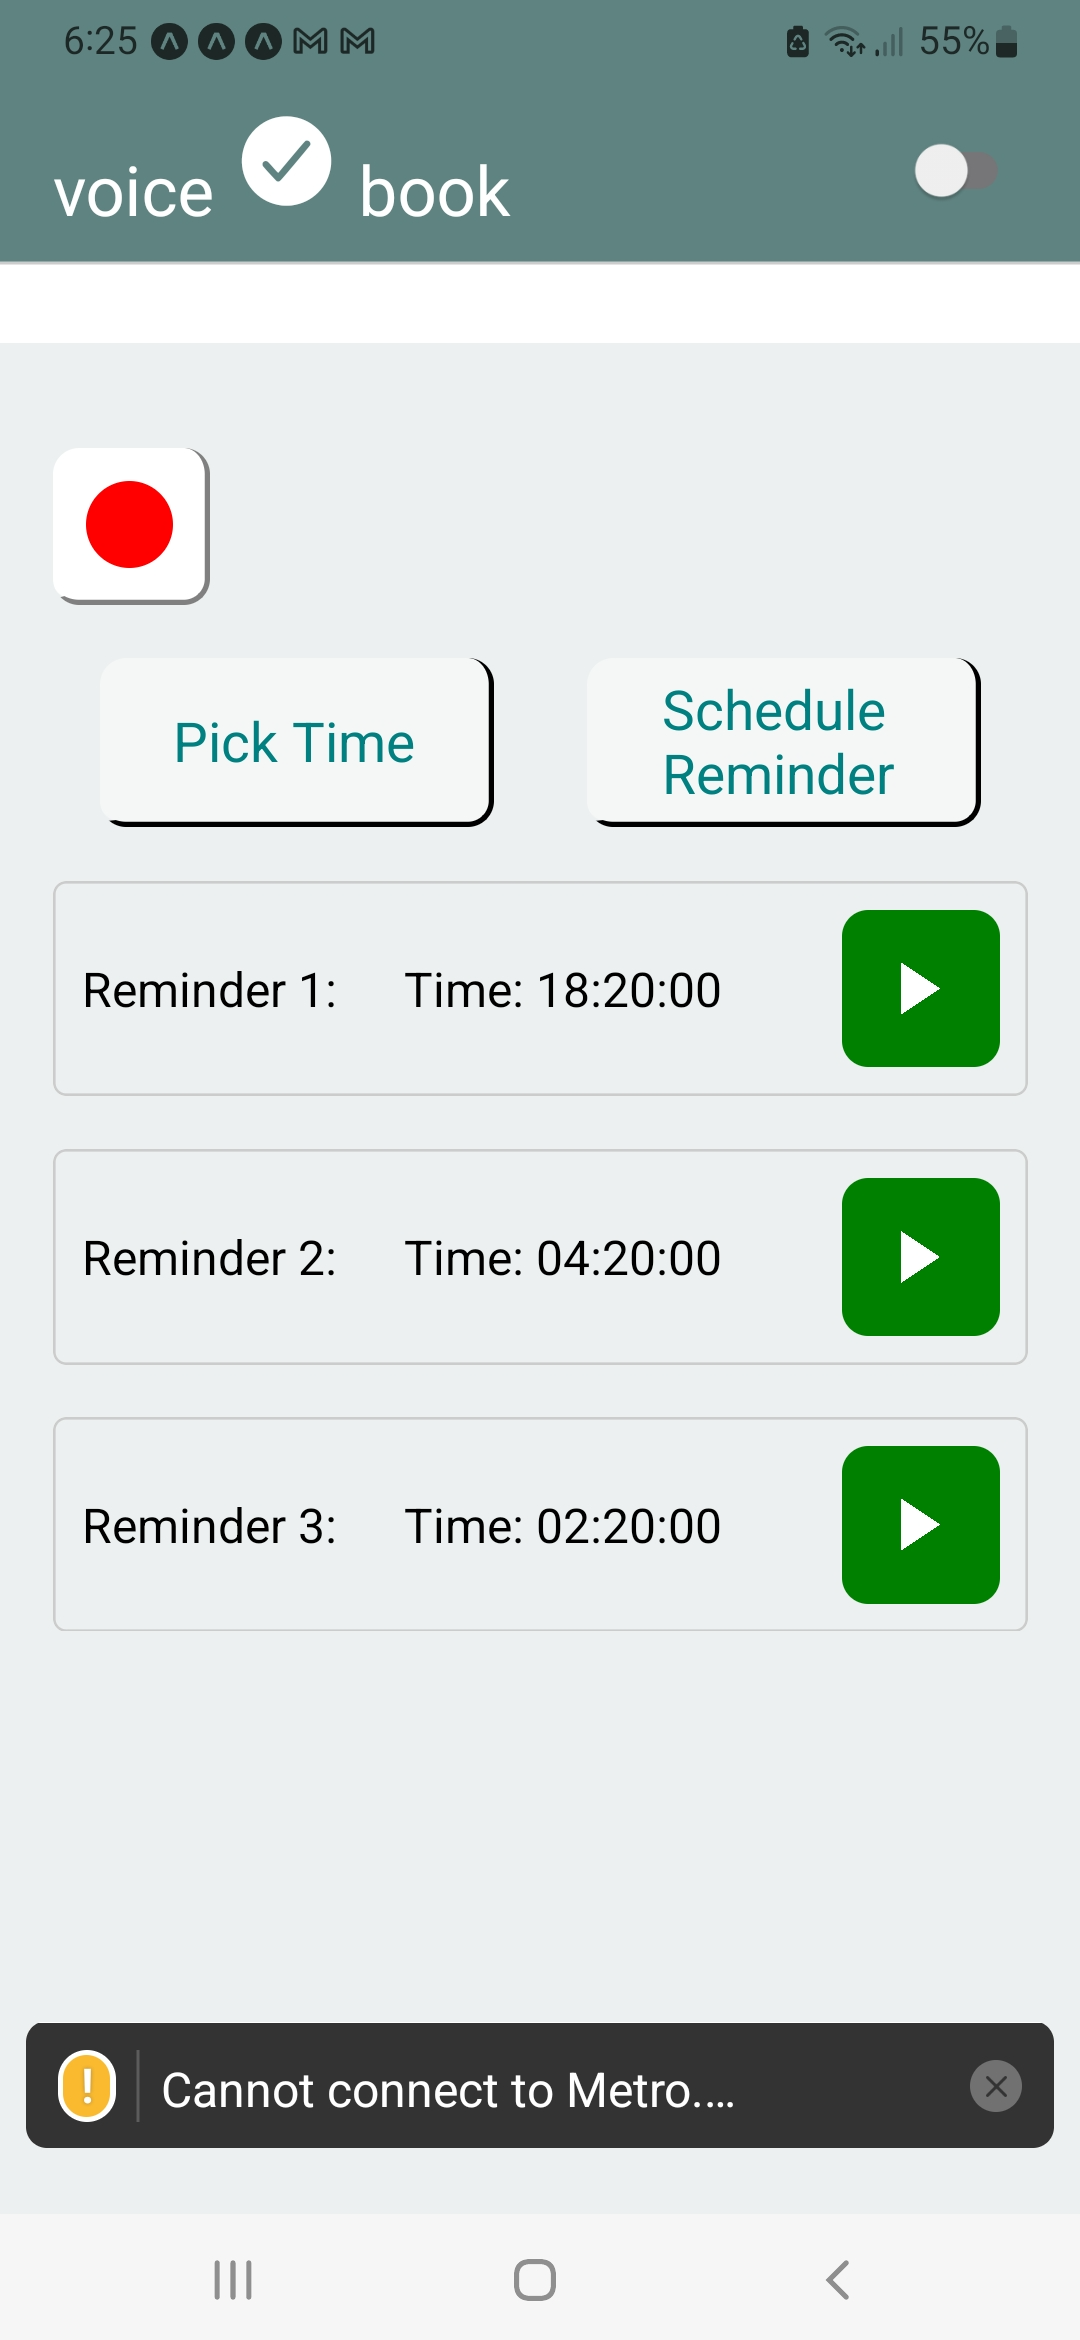 6:25
55%
voice book
Pick Time
Schedule
Reminder
Reminder 1: Time: 18:20:00
Reminder 2: Time: 04:20:00
Reminder 3: Time: 02:20:00
! Cannot connect to Metro....